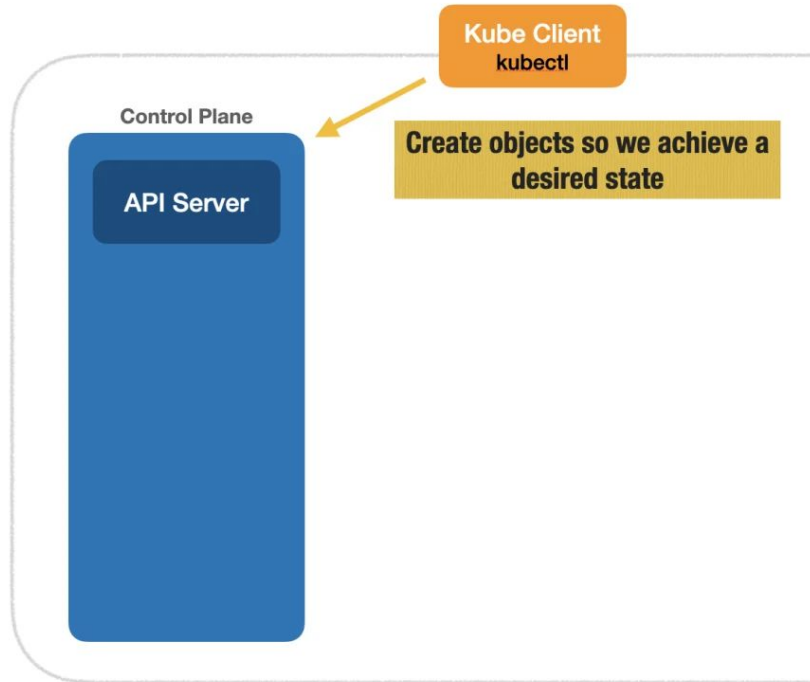 Kube Client
kubectl
Control Plane
Create objects so we achieve a
desired state
API Server